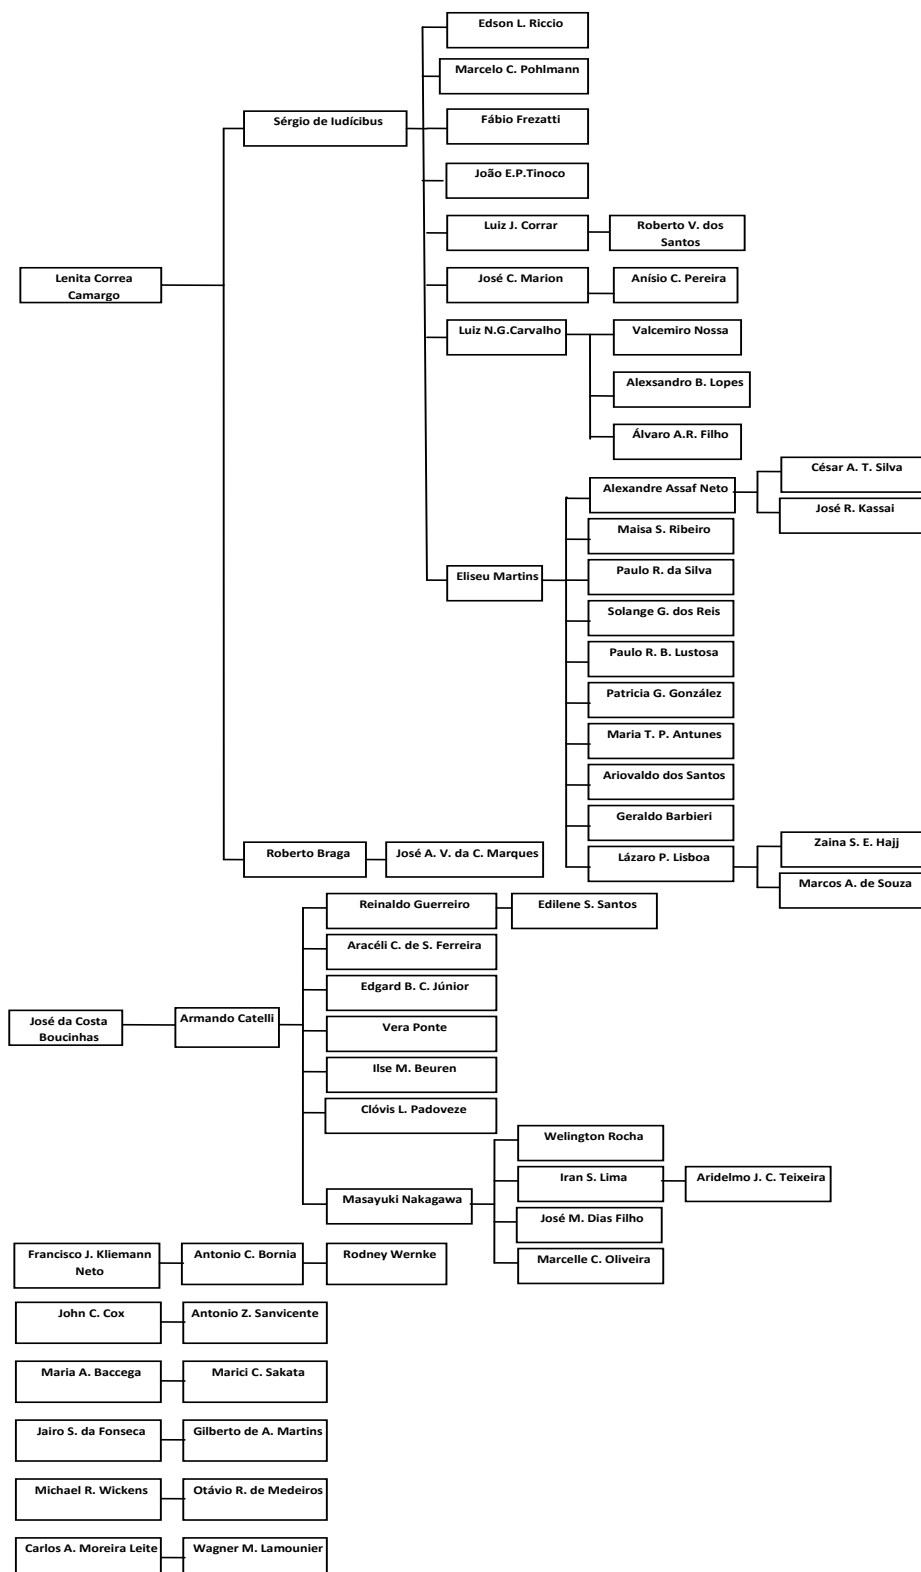 Edson L. Riccio
Marcelo C. Pohlmann
Sérgio de Iudícibus
Fábio Frezatti
João E.P.Tinoco
Luiz J. Corrar
Roberto V. dos
Santos
Lenita Correa
Camargo
José C. Marion
Anísio C. Pereira
Luiz N.G.Carvalho
Valcemiro Nossa
Alexsandro B. Lopes
Álvaro A.R. Filho
César A. T. Silva
Alexandre Assaf Neto
José R. Kassai
Maisa S. Ribeiro
Eliseu Martins
Paulo R. da Silva
Solange G. dos Reis
Paulo R. B. Lustosa
Patricia G. González
Maria T. P. Antunes
Ariovaldo dos Santos
Geraldo Barbieri
Zaina S. E. Hajj
Roberto Braga
José A. V. da C. Marques
Lázaro P. Lisboa
Marcos A. de Souza
Reinaldo Guerreiro
Edilene S. Santos
Aracéli C. de S. Ferreira
Edgard B. C. Júnior
José da Costa
Boucinhas
Armando Catelli
Vera Ponte
Ilse M. Beuren
Clóvis L. Padoveze
Welington Rocha
Iran S. Lima
Aridelmo J. C. Teixeira
Masayuki Nakagawa
José M. Dias Filho
Marcelle C. Oliveira
Francisco J. Kliemann
Neto
Antonio C. Bornia
Rodney Wernke
John C. Cox
Antonio Z. Sanvicente
Maria A. Baccega
Marici C. Sakata
Jairo S. da Fonseca
Gilberto de A. Martins
Michael R. Wickens
Otávio R. de Medeiros
Carlos A. Moreira Leite
Wagner M. Lamounier